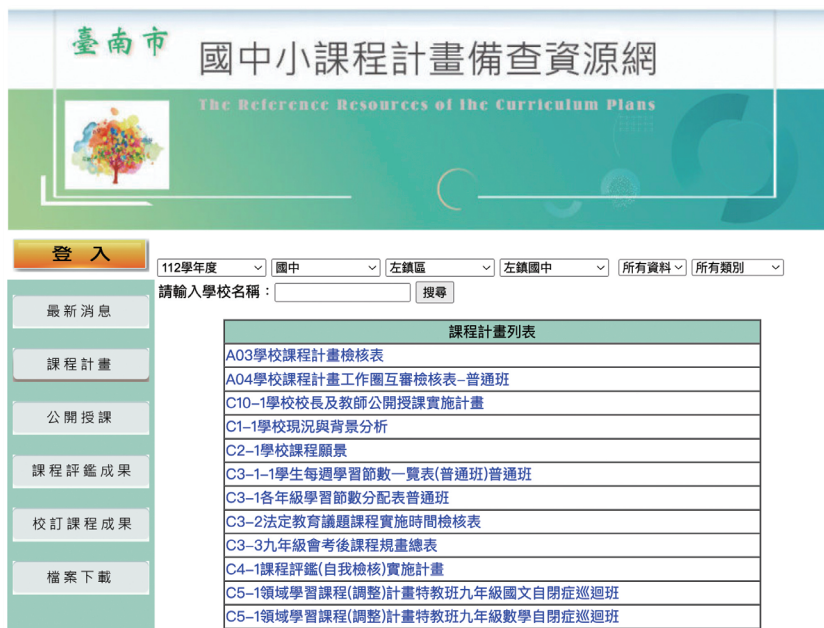 臺南市
國中小課程計畫備查資源網
The Reference Resources of the Curriculum Plans
登入
112學年度 國中 左鎮區 左鎮國中 所有資料 所有類別
請輸入學校名稱： 搜尋
最新消息
課程計畫
公開授課
課程評鑑成果
校訂課程成果
檔案下載
課程計畫列表
A03學校課程計畫檢核表
A04學校課程計畫工作圈互審檢核表–普通班
C10–1學校校長及教師公開授課實施計畫
C1–1學校現況與背景分析
C2–1學校課程願景
C3–1–1學生每週學習節數一覽表(普通班)普通班
C3–1各年級學習節數分配表普通班
C3–2法定教育議題課程實施時間檢核表
C3–3九年級會考後課程規畫總表
C4–1課程評鑑(自我檢核)實施計畫
C5–1領域學習課程(調整)計畫特教班九年級國文自閉症巡迴班
C5–1領域學習課程(調整)計畫特教班九年級數學自閉症巡迴班